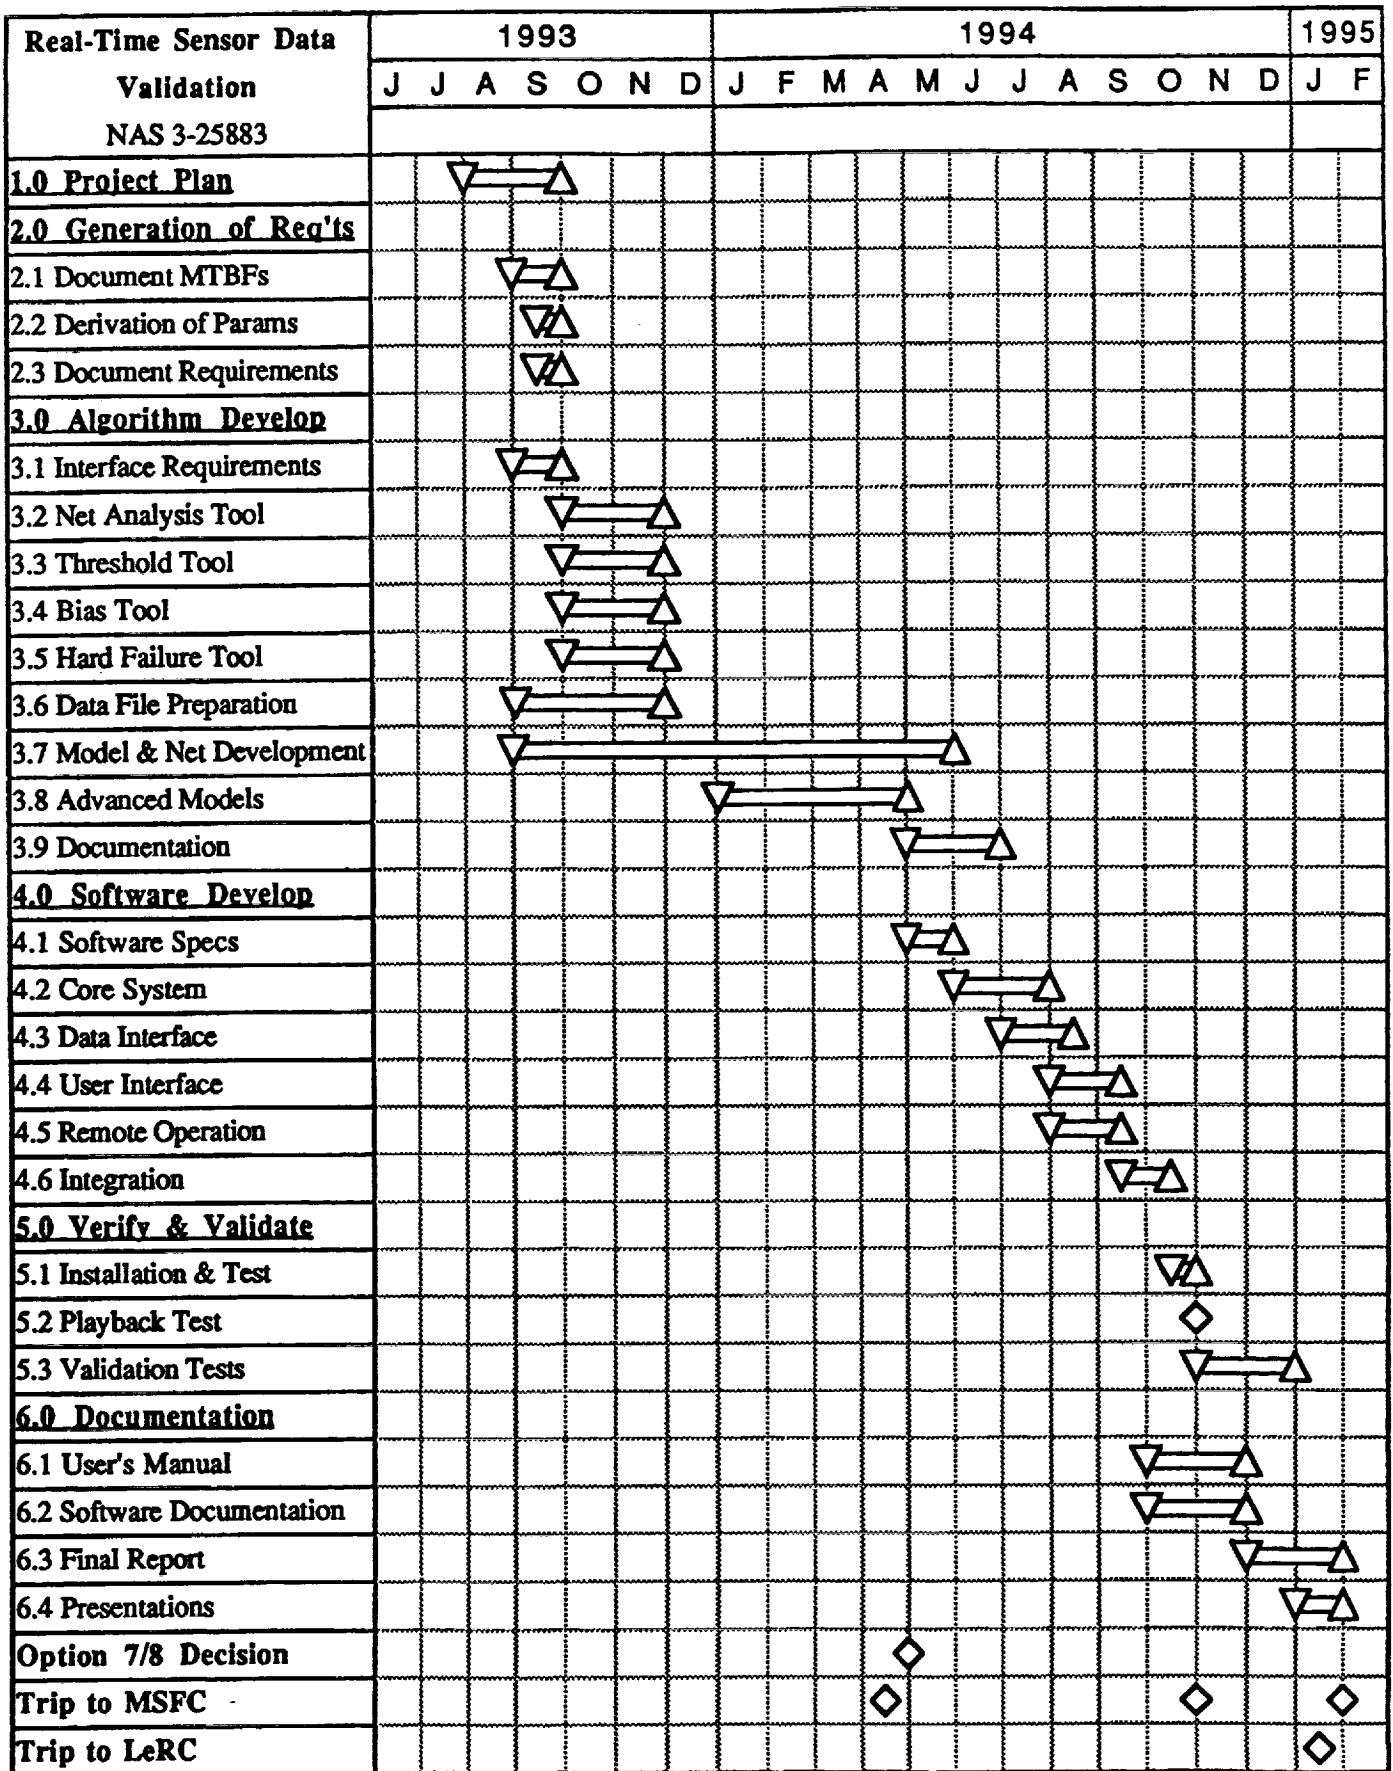 Real-Time Sensor Data
Validation
NAS 3-25883
1993 1994 1995
J J A S O N D J F M A M J J A S O N D J F
1.0 Project Plan
2.0 Generation of Req'ts
2.1 Document MTBFs
2.2 Derivation of Params
2.3 Document Requirements
3.0 Algorithm Develop
3.1 Interface Requirements
3.2 Net Analysis Tool
3.3 Threshold Tool
3.4 Bias Tool
3.5 Hard Failure Tool
3.6 Data File Preparation
3.7 Model & Net Development
3.8 Advanced Models
3.9 Documentation
4.0 Software Develop
4.1 Software Specs
4.2 Core System
4.3 Data Interface
4.4 User Interface
4.5 Remote Operation
4.6 Integration
5.0 Verify & Validate
5.1 Installation & Test
5.2 Playback Test
5.3 Validation Tests
6.0 Documentation
6.1 User's Manual
6.2 Software Documentation
6.3 Final Report
6.4 Presentations
Option 7/8 Decision
Trip to MSFC
Trip to LeRC